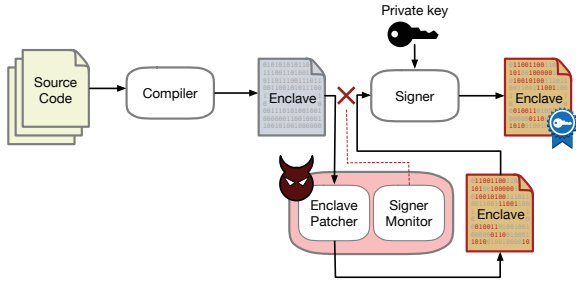 Private key
Source
Code
Compiler
Enclave
Signer
Enclave
Enclave
Patcher
Signer
Monitor
Enclave